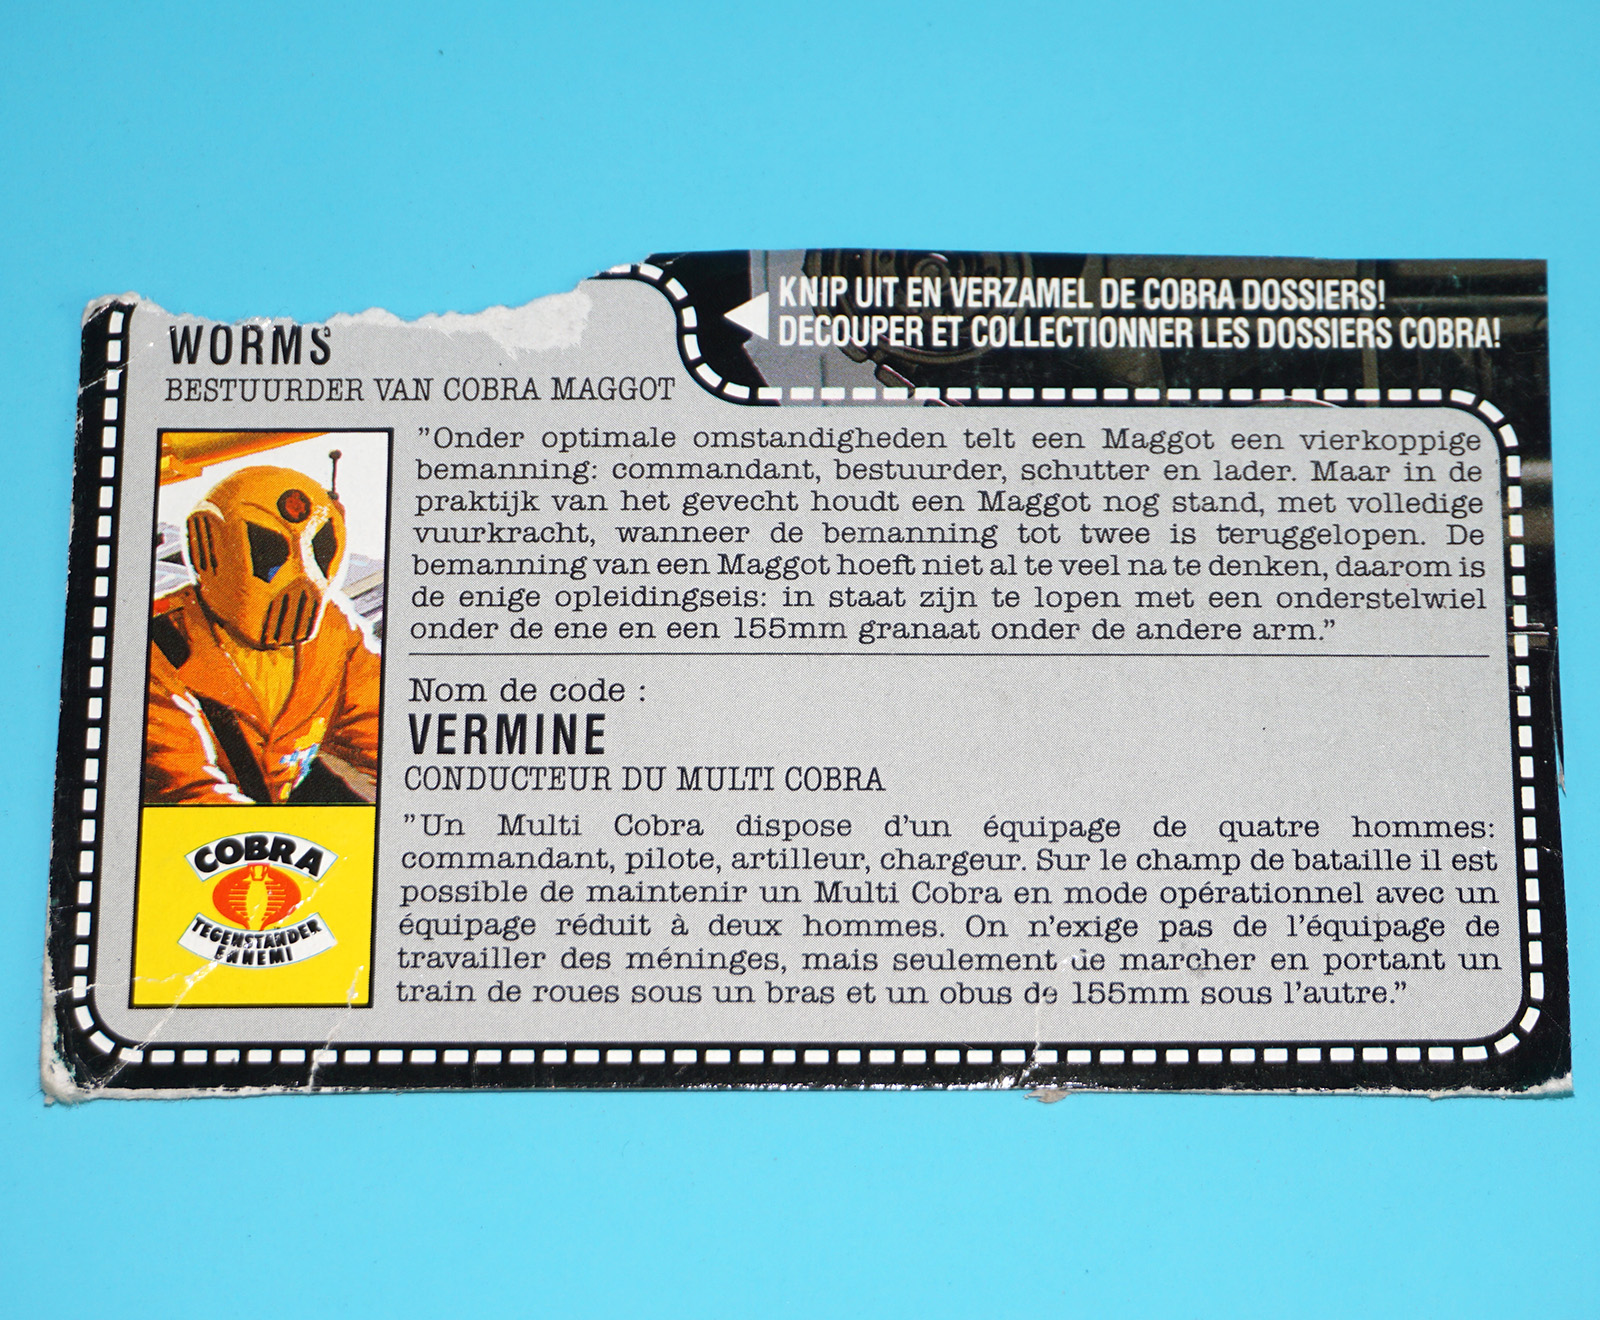 KNIP UIT EN VERZAMEL DE COBRA DOSSIERS!
DECOUPER ET COLLECTIONNER LES DOSSIERS COBRA!
WORMS
BESTUURDER VAN COBRA MAGGOT
”Onder optimale omstandigheden telt een Maggot een vierkoppige
bemanning: commandant, bestuurder, schutter en lader. Maar in de
praktijk van het gevecht houdt een Maggot nog stand, met volledige
vuurkracht, wanneer de bemanning tot twee is teruggelopen. De
bemanning van een Maggot hoeft niet al te veel na te denken, daarom is
de enige opleidingseis: in staat zijn te lopen met een onderstelwiel
onder de ene en een 155mm granaat onder de andere arm.”
Nom de code :
VERMINE
CONDUCTEUR DU MULTI COBRA
”Un Multi Cobra dispose d’un équipage de quatre hommes:
commandant, pilote, artilleur, chargeur. Sur le champ de bataille il est
possible de maintenir un Multi Cobra en mode opérationnel avec un
équipage réduit à deux hommes. On n’exige pas de l’équipage de
travailler des méninges, mais seulement de marcher en portant un
train de roues sous un bras et un obus de 155mm sous l’autre.”
COBRA
TEGENSTANDER
ENNEMI